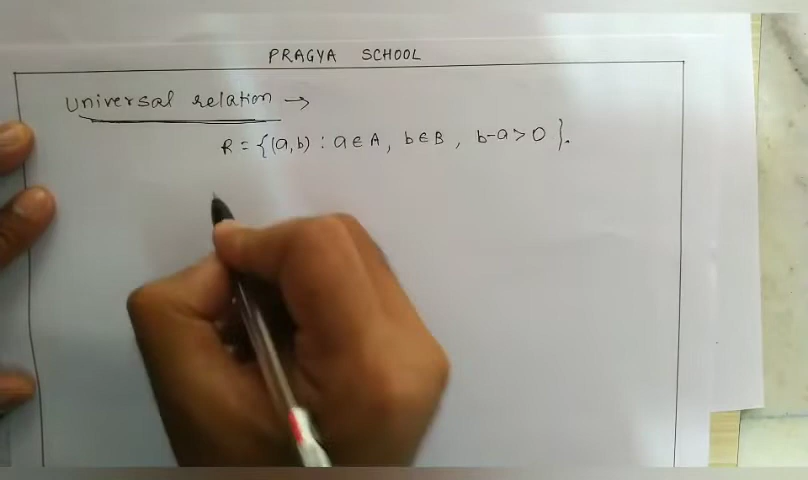 PRAGYA SCHOOL
Universal relation →
R = {(a,b) : a ∈ A, b ∈ B, b-a > 0}.